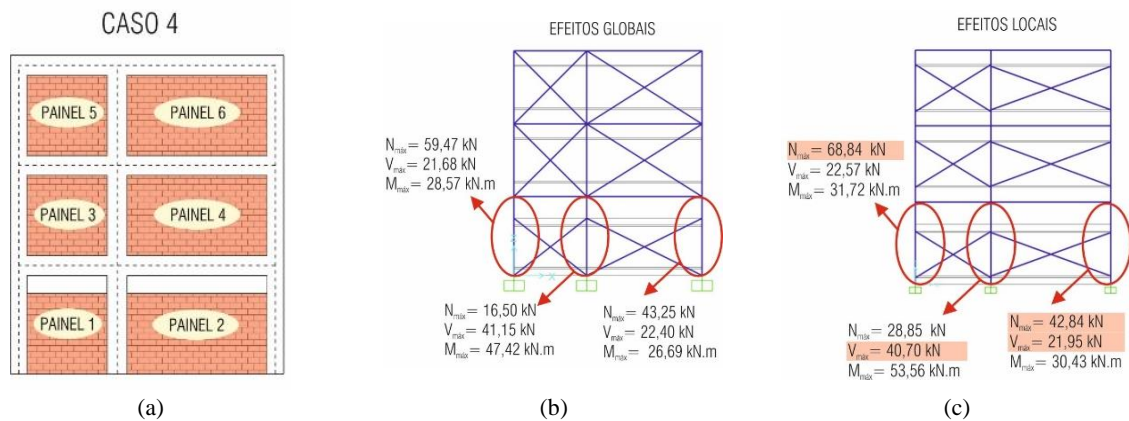 CASO 4
PAINEL 5
PAINEL 6
PAINEL 3
PAINEL 4
PAINEL 1
PAINEL 2
(a)
EFEITOS GLOBAIS
Nmáx= 59,47 kN
Vmáx= 21,68 kN
Mmáx= 28,57 kN.m
Nmáx= 16,50 kN
Vmáx= 41,15 kN
Mmáx= 47,42 kN.m
Nmáx= 43,25 kN
Vmáx= 22,40 kN
Mmáx= 26,69 kN.m
X
(b)
EFEITOS LOCAIS
Nmáx= 68,84 kN
Vmáx= 22,57 kN
Mmáx= 31,72 kN.m
Nmáx= 28,85 kN
Vmáx= 40,70 kN
Mmáx= 53,56 kN.m
Nmáx= 42,84 kN
Vmáx= 21,95 kN
Mmáx= 30,43 kN.m
(c)